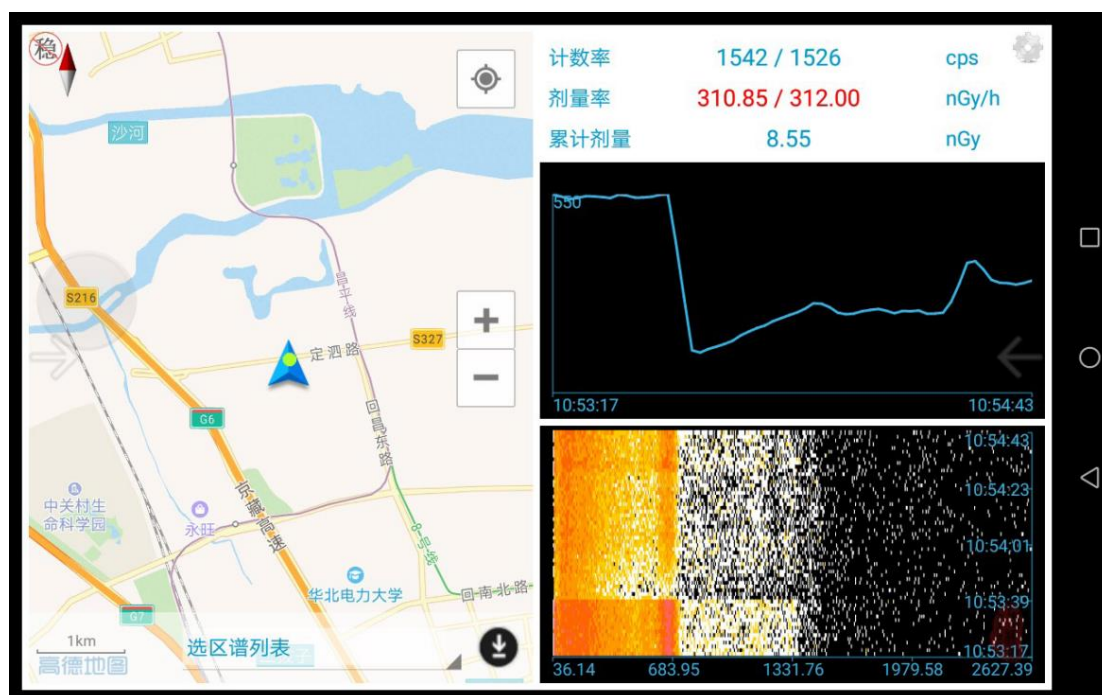 稳
沙河
昌平线
S216
S327
定泗路
G6
回昌东路
中关村生
命科学园
永旺
京藏高速
8号线
华北电力大学
回南北路
G7
1km
选区谱列表
高德地图
计数率 1542 / 1526 cps
剂量率 310.85 / 312.00 nGy/h
累计剂量 8.55 nGy
550
10:53:17 10:54:43
10:54:43
10:54:23
10:54:01
10:53:39
10:53:17
36.14 683.95 1331.76 1979.58 2627.39